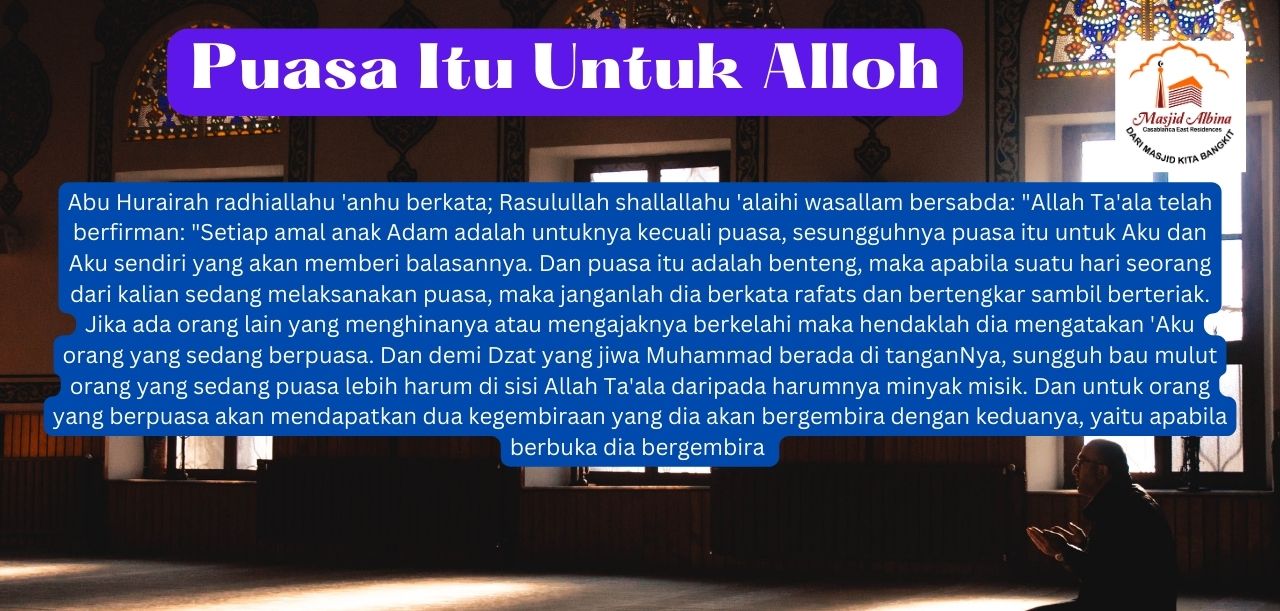 Puasa Itu Untuk Alloh
Masjid Albina
Casablanca East Residences
DARI MASJID KITA BANGKIT
Abu Hurairah radhiallahu 'anhu berkata; Rasulullah shallallahu 'alaihi wasallam bersabda: "Allah Ta'ala telah
berfirman: "Setiap amal anak Adam adalah untuknya kecuali puasa, sesungguhnya puasa itu untuk Aku dan
Aku sendiri yang akan memberi balasannya. Dan puasa itu adalah benteng, maka apabila suatu hari seorang
dari kalian sedang melaksanakan puasa, maka janganlah dia berkata rafats dan bertengkar sambil berteriak.
Jika ada orang lain yang menghinanya atau mengajaknya berkelahi maka hendaklah dia mengatakan 'Aku
orang yang sedang berpuasa. Dan demi Dzat yang jiwa Muhammad berada di tanganNya, sungguh bau mulut
orang yang sedang puasa lebih harum di sisi Allah Ta'ala daripada harumnya minyak misik. Dan untuk orang
yang berpuasa akan mendapatkan dua kegembiraan yang dia akan bergembira dengan keduanya, yaitu apabila
berbuka dia bergembira